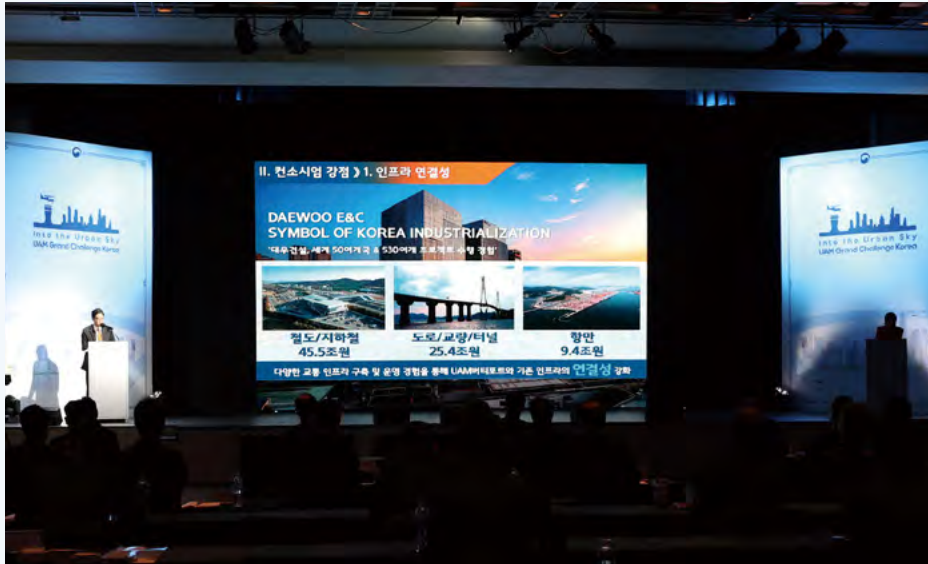 II. 컨소시엄 강점 》 1. 인프라 연결성
DAEWOO E&C
SYMBOL OF KOREA INDUSTRIALIZATION
'대우건설, 세계 50여개국 & 530여개 프로젝트 수행 경험'
철도/지하철
45.5조원
도로/교량/터널
25.4조원
항만
9.4조원
다양한 교통 인프라 구축 및 운영 경험을 통해 UAM버티포트와 기존 인프라의 연결성 강화
Into the Urban Sky
UAM Grand Challenge Korea
Into the Urban Sky
UAM Grand Challenge Korea